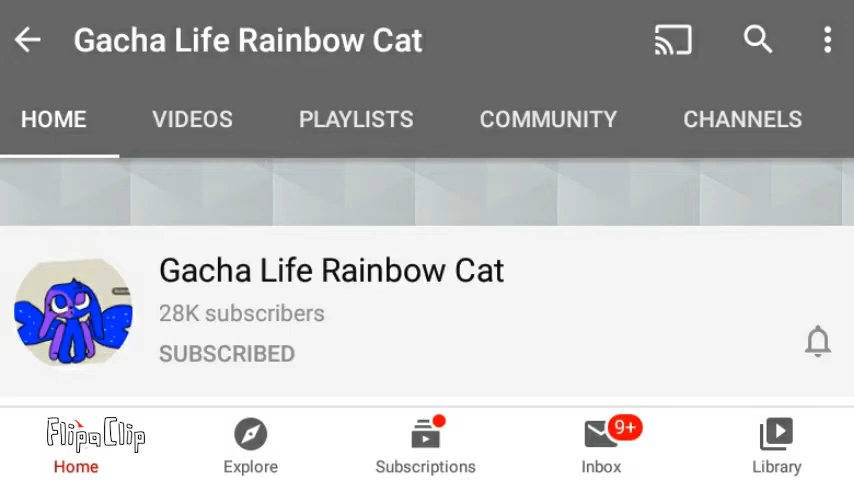 Gacha Life Rainbow Cat
HOME VIDEOS PLAYLISTS COMMUNITY CHANNELS
Gacha Life Rainbow Cat
28K subscribers
SUBSCRIBED
FlipaClip
9+
Home Explore Subscriptions Inbox Library